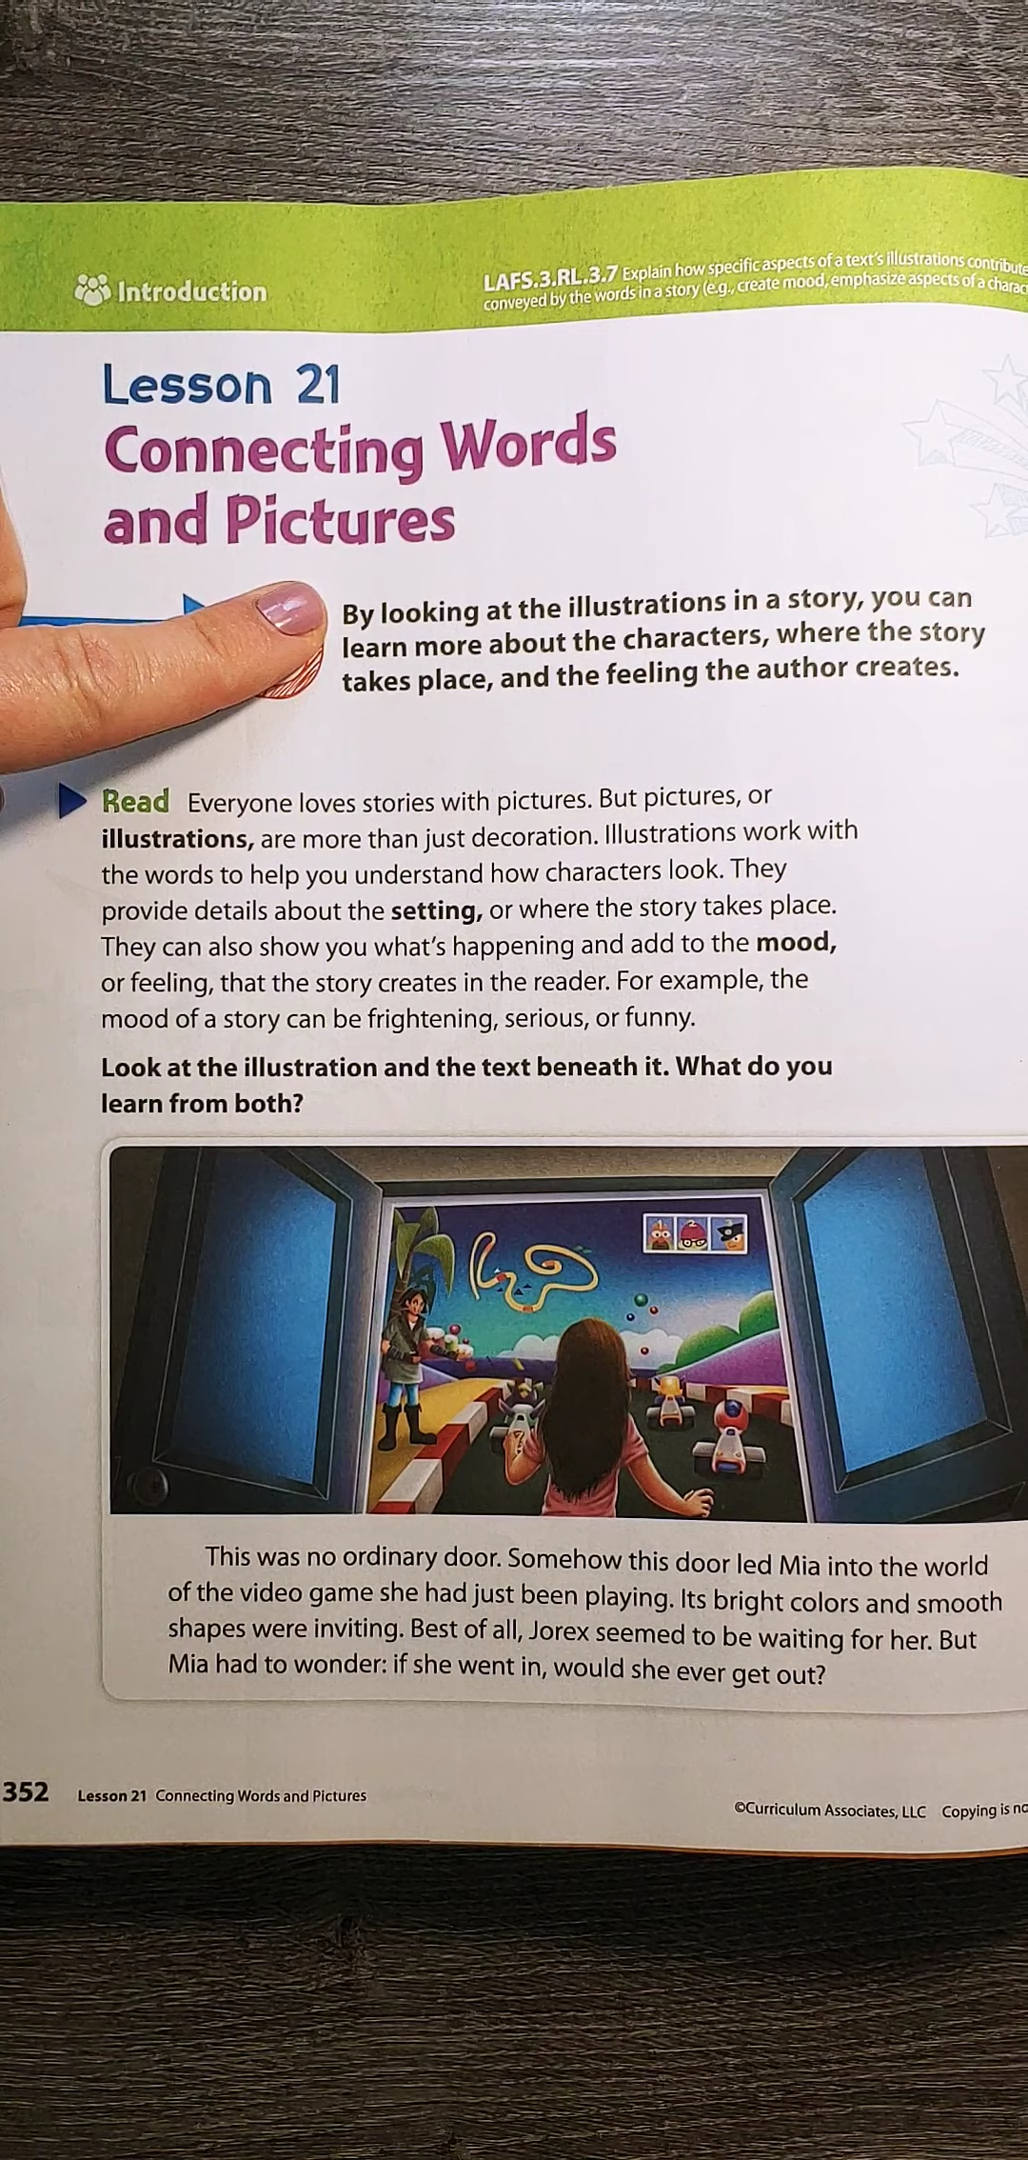 Introduction
LAFS.3.RL.3.7 Explain how specific aspects of a text's illustrations contribute
conveyed by the words in a story (e.g., create mood, emphasize aspects of a
Lesson 21
Connecting Words
and Pictures
By looking at the illustrations in a story, you can
learn more about the characters, where the story
takes place, and the feeling the author creates.
Read Everyone loves stories with pictures. But pictures, or
illustrations, are more than just decoration. Illustrations work with
the words to help you understand how characters look. They
provide details about the setting, or where the story takes place.
They can also show you what's happening and add to the mood,
or feeling, that the story creates in the reader. For example, the
mood of a story can be frightening, serious, or funny.
Look at the illustration and the text beneath it. What do you
learn from both?
1 2
This was no ordinary door. Somehow this door led Mia into the world
of the video game she had just been playing. Its bright colors and smooth
shapes were inviting. Best of all, Jorex seemed to be waiting for her. But
Mia had to wonder: if she went in, would she ever get out?
352 Lesson 21 Connecting Words and Pictures
©Curriculum Associates, LLC Copying is